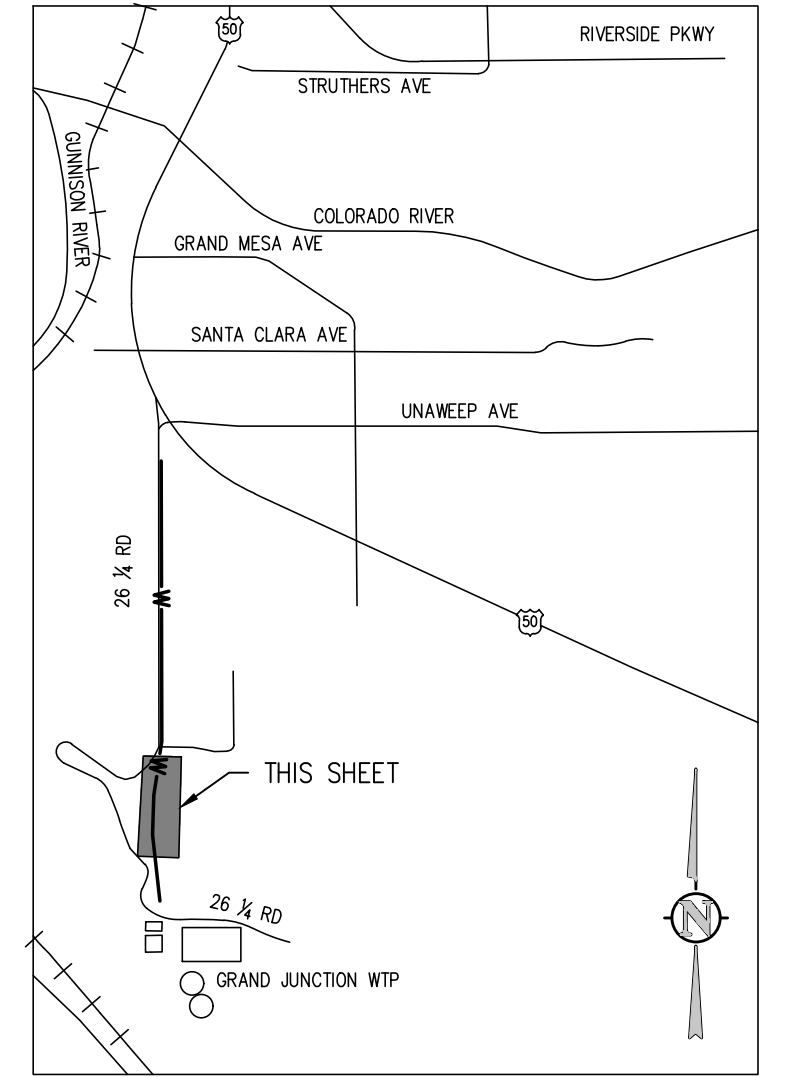 50
RIVERSIDE PKWY
STRUTHERS AVE
GUNNISON RIVER
COLORADO RIVER
GRAND MESA AVE
SANTA CLARA AVE
UNAWEEP AVE
26 ¼ RD
W
50
W
THIS SHEET
26 ¼ RD
N
GRAND JUNCTION WTP